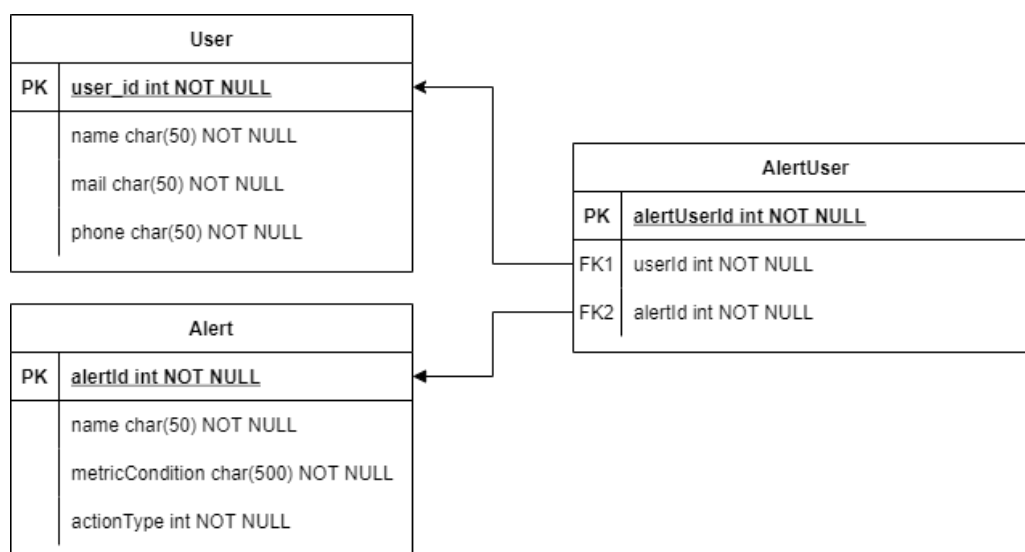 User
PK user_id int NOT NULL
name char(50) NOT NULL
mail char(50) NOT NULL
phone char(50) NOT NULL
Alert
PK alertId int NOT NULL
name char(50) NOT NULL
metricCondition char(500) NOT NULL
actionType int NOT NULL
AlertUser
PK alertUserId int NOT NULL
FK1 userId int NOT NULL
FK2 alertId int NOT NULL